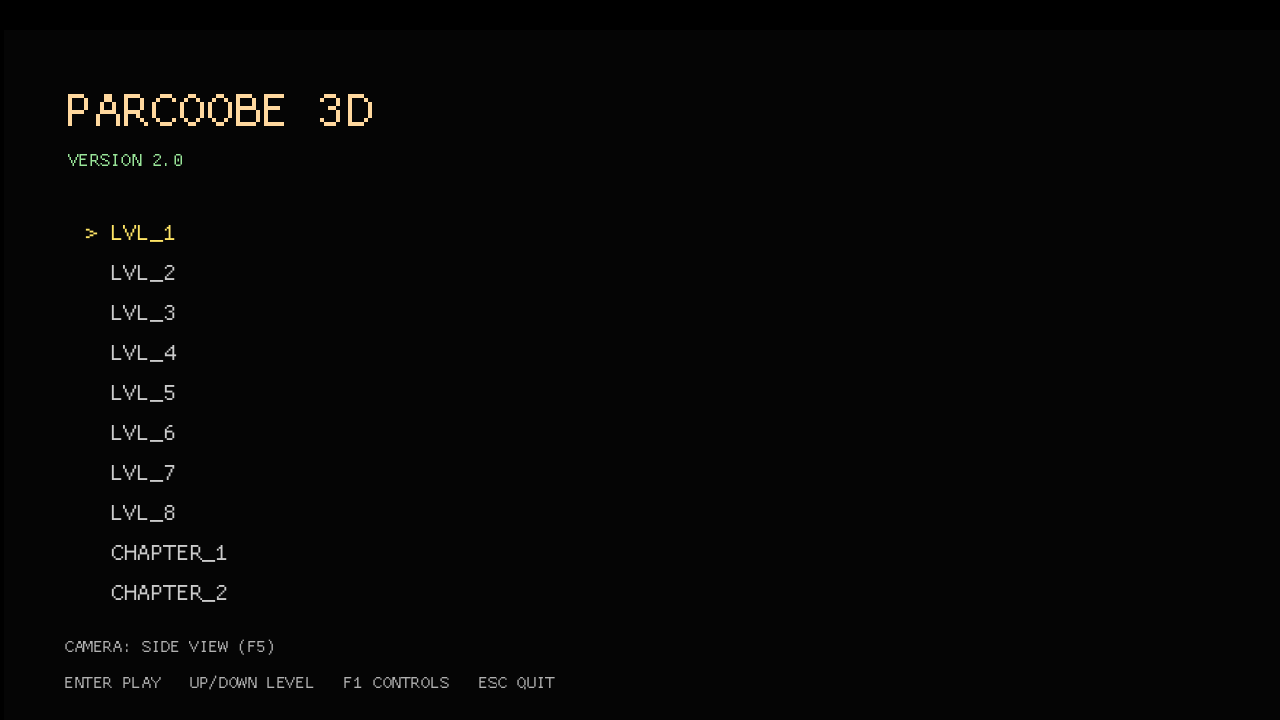 PARCOOBE 3D
VERSION 2.0
> LVL_1
LVL_2
LVL_3
LVL_4
LVL_5
LVL_6
LVL_7
LVL_8
CHAPTER_1
CHAPTER_2
CAMERA: SIDE VIEW (F5)
ENTER PLAY UP/DOWN LEVEL F1 CONTROLS ESC QUIT